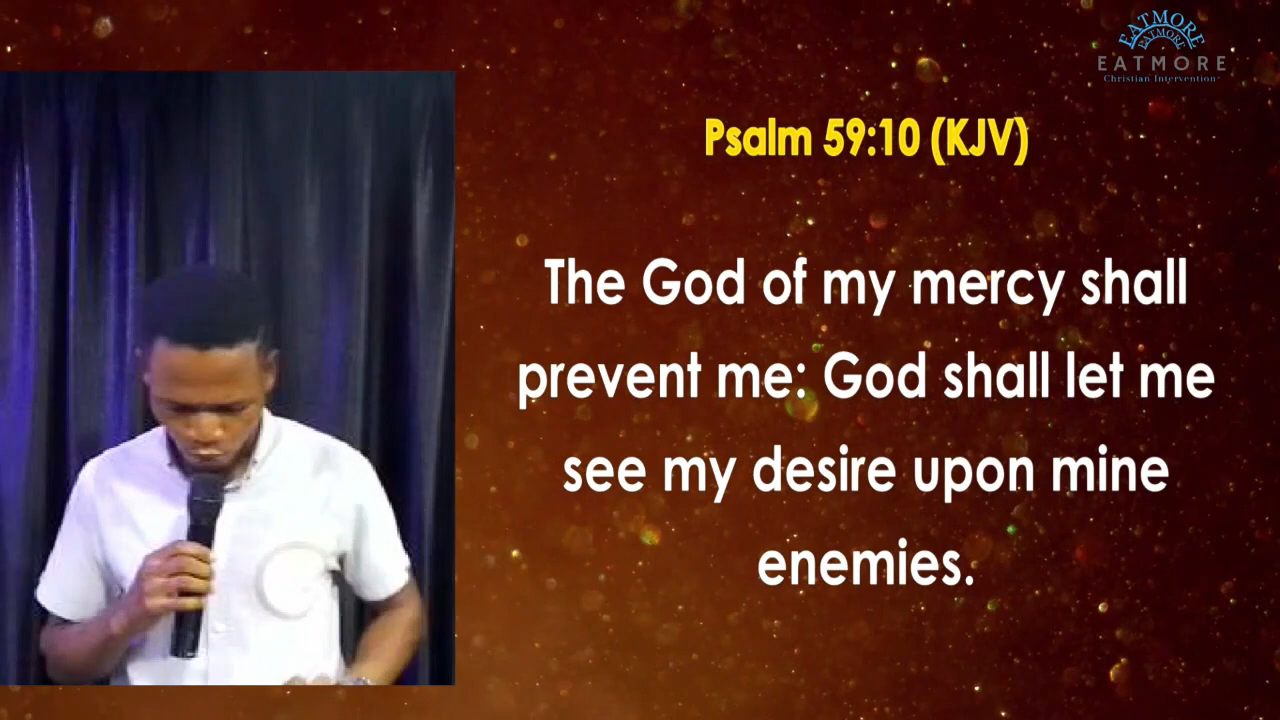 EATMORE
EATMORE
EATMORE
Christian Intervention
Psalm 59:10 (KJV)
The God of my mercy shall
prevent me: God shall let me
see my desire upon mine
enemies.